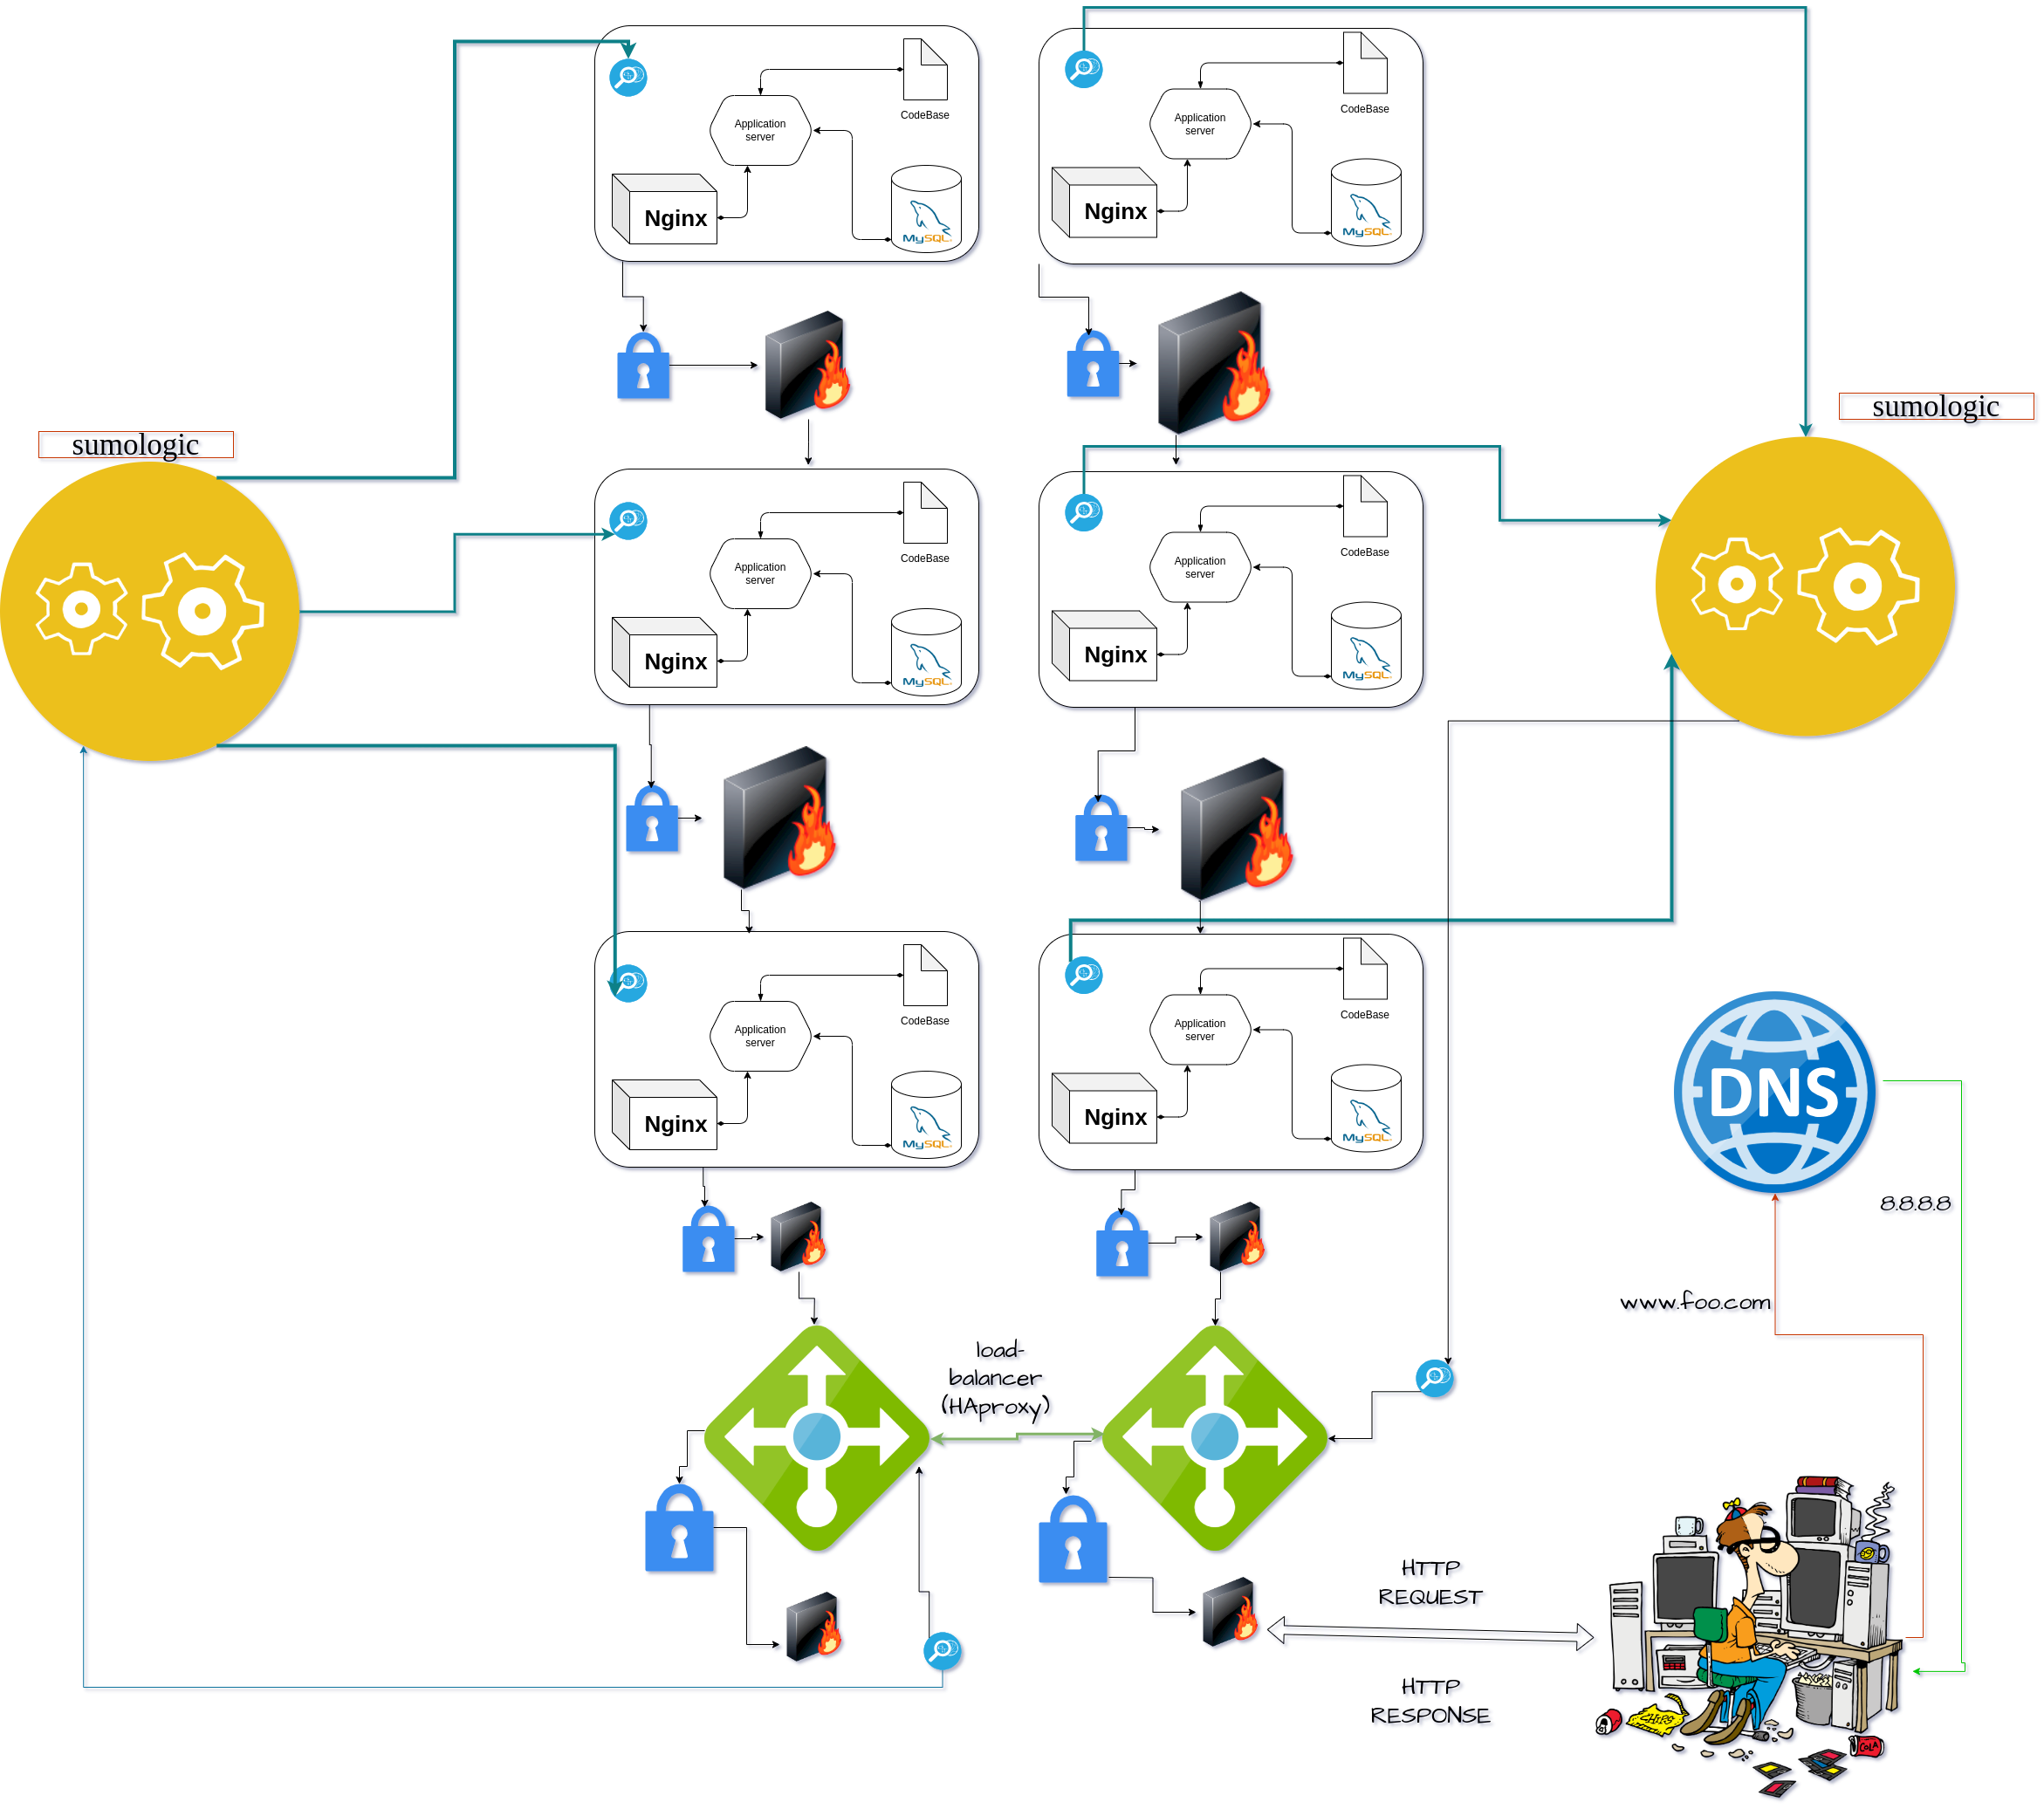 CodeBase
Application
server
Nginx
MySQL
CodeBase
Application
server
Nginx
MySQL
sumologic
sumologic
CodeBase
Application
server
Nginx
MySQL
CodeBase
Application
server
Nginx
MySQL
CodeBase
Application
server
Nginx
MySQL
CodeBase
Application
server
Nginx
MySQL
DNS
8.8.8.8
www.foo.com
load-
balancer
(HAproxy)
HTTP
REQUEST
HTTP
RESPONSE
CHIPS
COLA